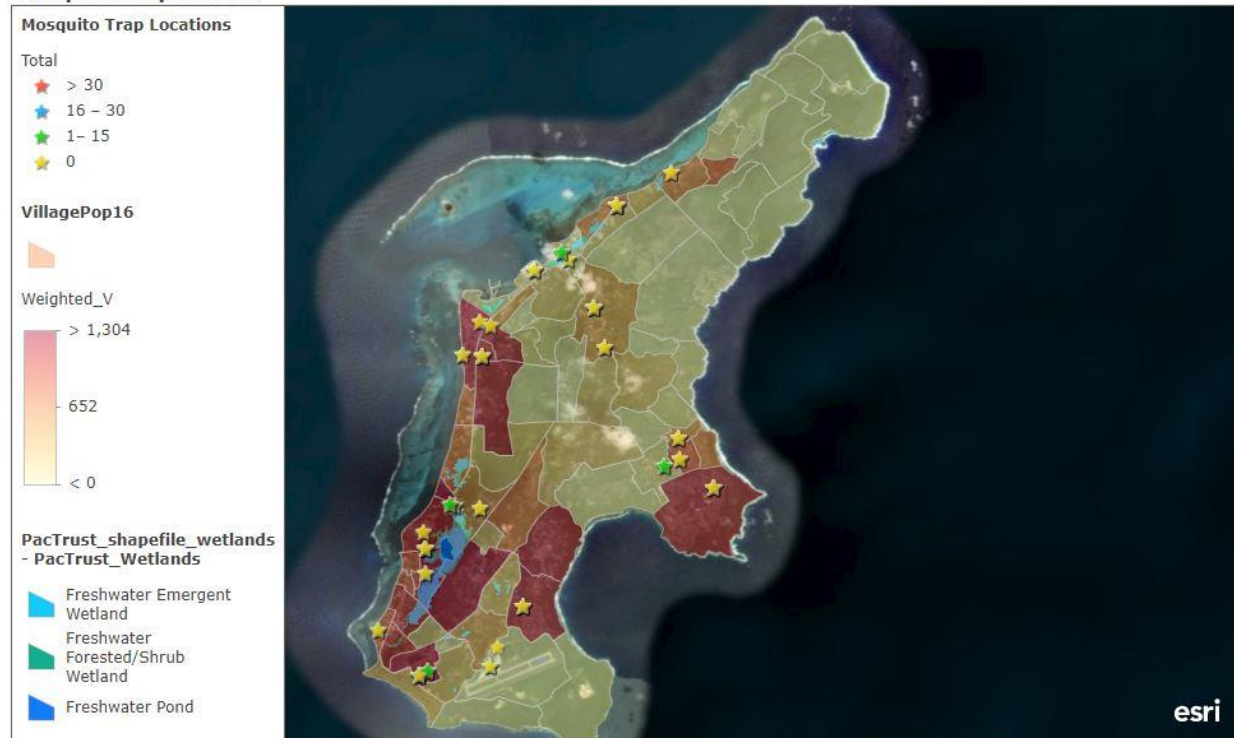 Mosquito Trap Locations
Total
> 30
16 – 30
1– 15
0
VillagePop16
Weighted_V
> 1,304
652
< 0
PacTrust_shapefile_wetlands
- PacTrust_Wetlands
Freshwater Emergent
Wetland
Freshwater
Forested/Shrub
Wetland
Freshwater Pond
esri